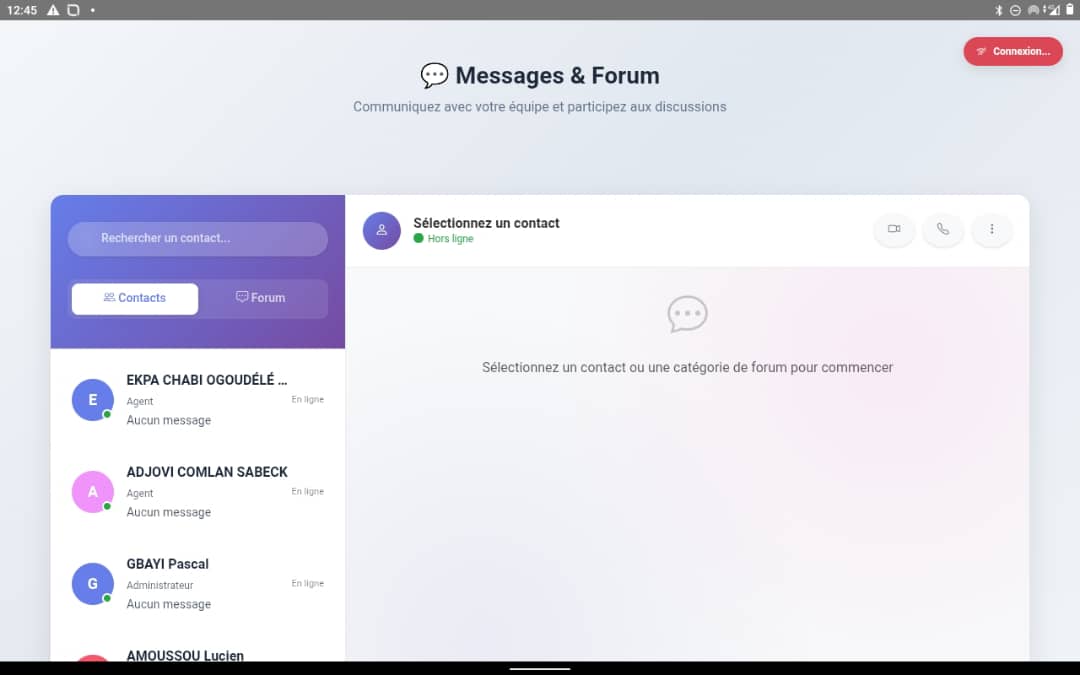 12:45
Connexion...
💬 Messages & Forum
Communiquez avec votre équipe et participez aux discussions
Rechercher un contact...
Contacts
Forum
Sélectionnez un contact
Hors ligne
Sélectionnez un contact ou une catégorie de forum pour commencer
E
EKPA CHABI OGOUDÉLÉ ...
Agent
En ligne
Aucun message
A
ADJOVI COMLAN SABECK
Agent
En ligne
Aucun message
G
GBAYI Pascal
Administrateur
En ligne
Aucun message
AMOUSSOU Lucien